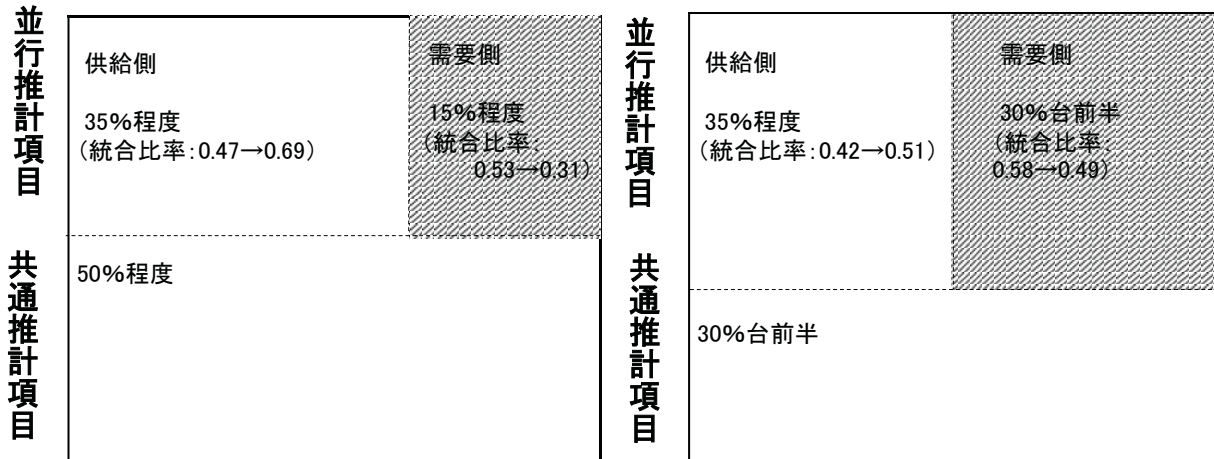 並行推計項目
供給側
35%程度
（統合比率：0.47→0.69）
需要側
15%程度
（統合比率：
0.53→0.31）
共通推計項目
50%程度
並行推計項目
供給側
35%程度
（統合比率：0.42→0.51）
需要側
30%台前半
（統合比率：
0.58→0.49）
共通推計項目
30%台前半